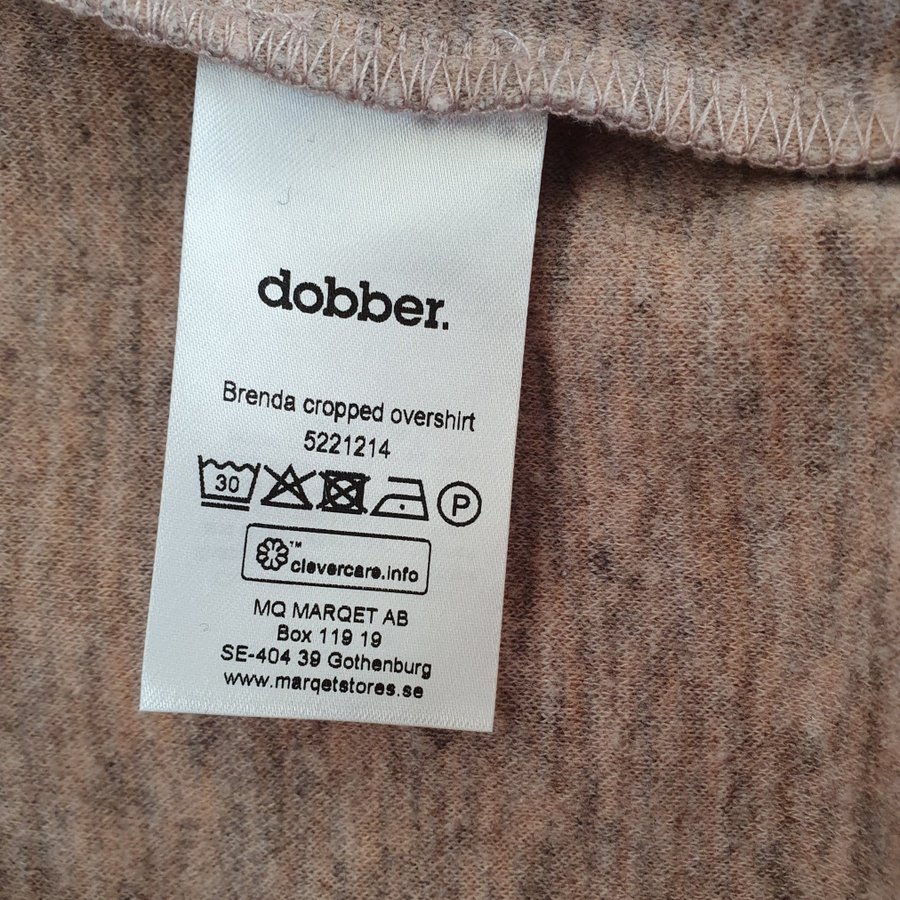 dobber.
Brenda cropped overshirt
5221214
30
P
™
clevercare.info
MQ MARQET AB
Box 119 19
SE-404 39 Gothenburg
www.marqetstores.se